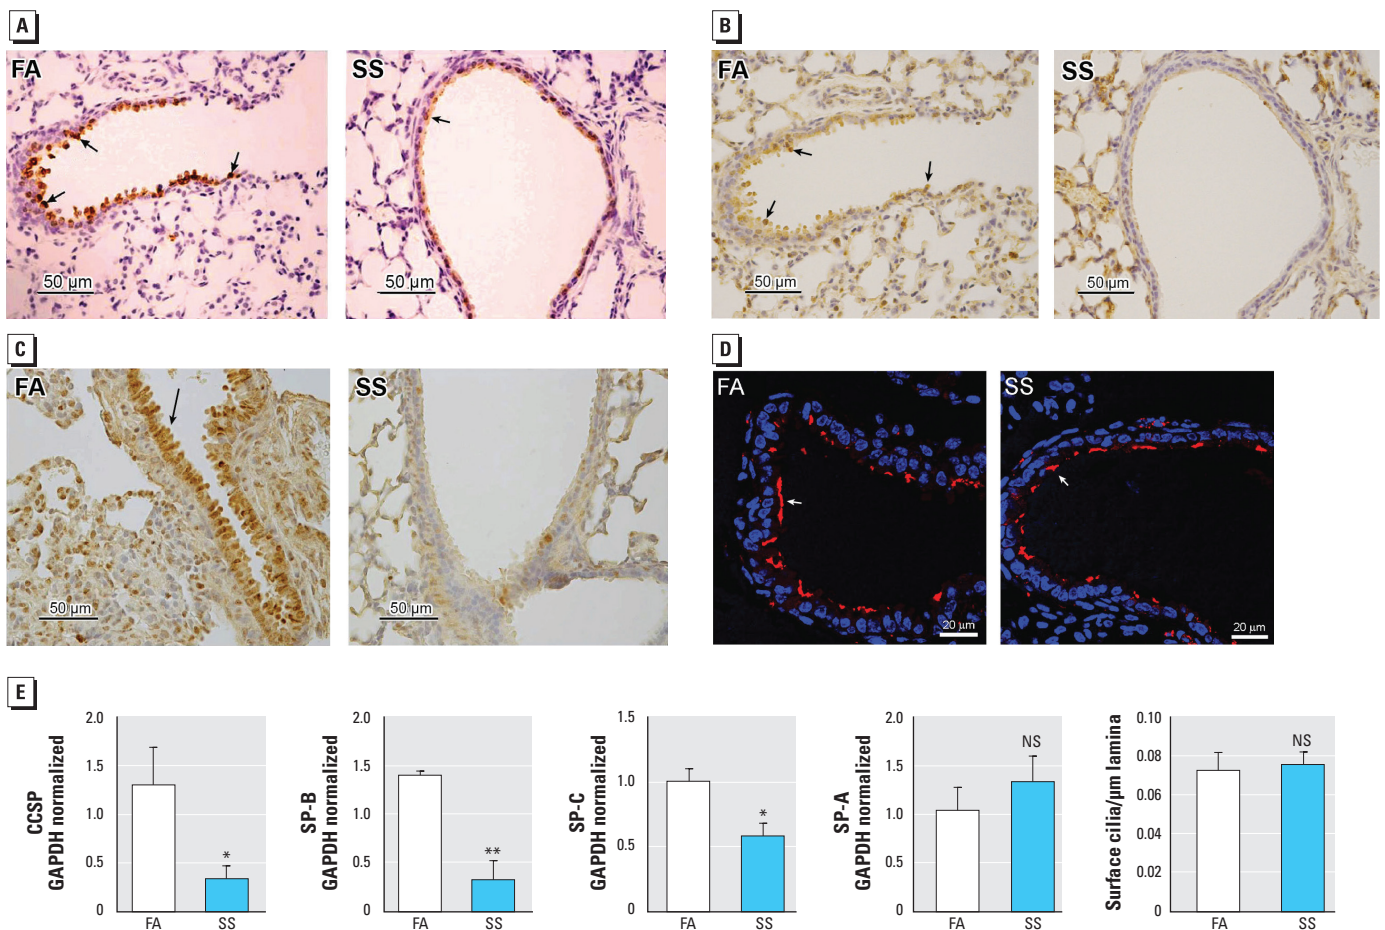 A
FA
50 µm
SS
50 µm
B
FA
50 µm
SS
50 µm
C
FA
50 µm
SS
50 µm
D
FA
20 µm
SS
20 µm
E
CCSP
GAPDH normalized
2.0
1.5
1.0
0.5
0
*
FA
SS
SP-B
GAPDH normalized
2.0
1.5
1.0
0.5
0
**
FA
SS
SP-C
GAPDH normalized
1.5
1.0
0.5
0
*
FA
SS
SP-A
GAPDH normalized
2.0
1.5
1.0
0.5
0
NS
FA
SS
Surface cilia/µm lamina
0.10
0.08
0.06
0.04
0.02
0
NS
FA
SS